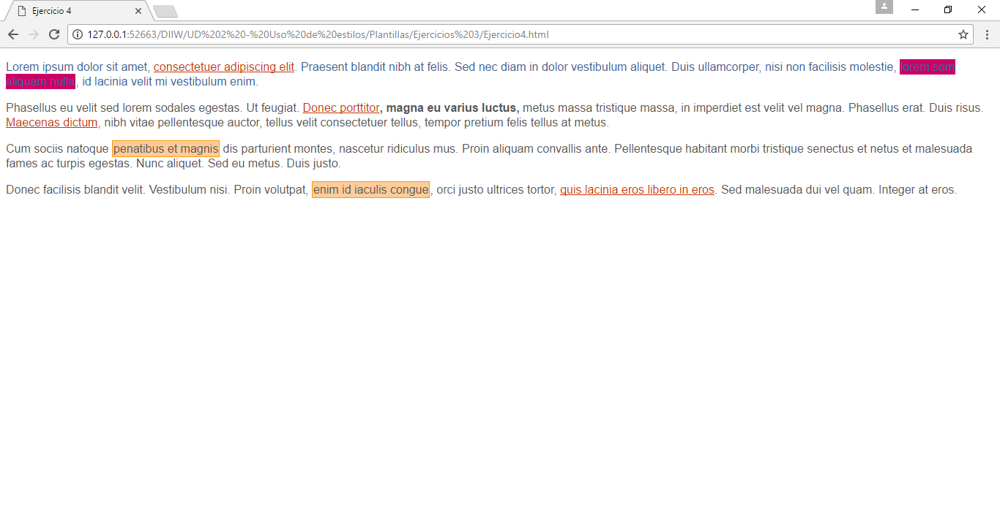 Ejercicio 4
127.0.0.1:52663/DIIW/UD%202%20-%20Uso%20de%20estilos/Plantillas/Ejercicios%203/Ejercicio4.html
Lorem ipsum dolor sit amet, consectetuer adipiscing elit. Praesent blandit nibh at felis. Sed nec diam in dolor vestibulum aliquet. Duis ullamcorper, nisi non facilisis molestie, lorem sem
aliquam nulla, id lacinia velit mi vestibulum enim.
Phasellus eu velit sed lorem sodales egestas. Ut feugiat. Donec porttitor, magna eu varius luctus, metus massa tristique massa, in imperdiet est velit vel magna. Phasellus erat. Duis risus.
Maecenas dictum, nibh vitae pellentesque auctor, tellus velit consectetuer tellus, tempor pretium felis tellus at metus.
Cum sociis natoque penatibus et magnis dis parturient montes, nascetur ridiculus mus. Proin aliquam convallis ante. Pellentesque habitant morbi tristique senectus et netus et malesuada
fames ac turpis egestas. Nunc aliquet. Sed eu metus. Duis justo.
Donec facilisis blandit velit. Vestibulum nisi. Proin volutpat, enim id iaculis congue, orci justo ultrices tortor, quis lacinia eros libero in eros. Sed malesuada dui vel quam. Integer at eros.